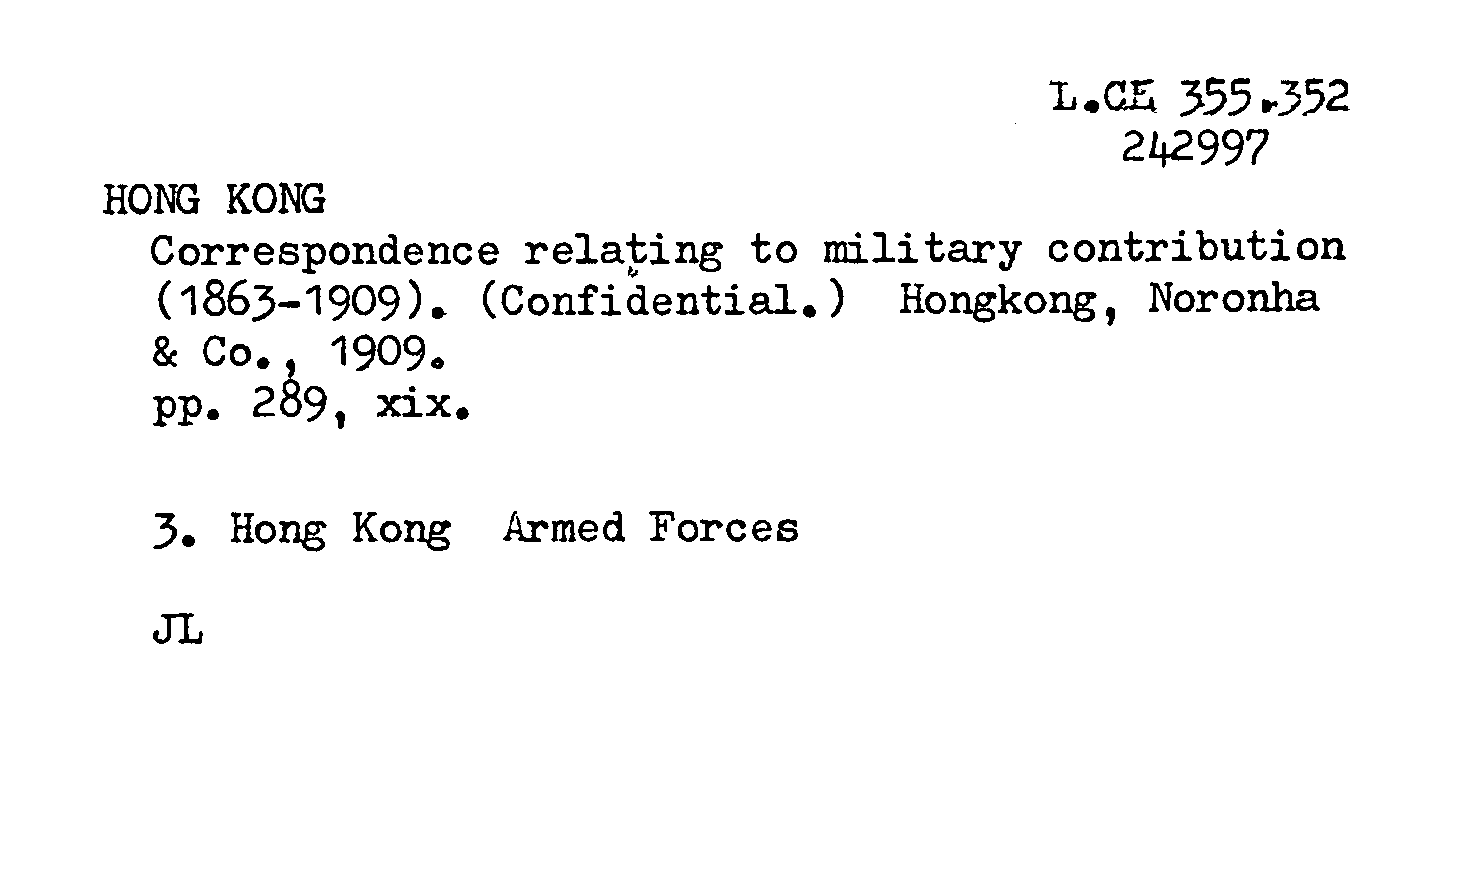 L.CE 355.352
242997
HONG KONG
Correspondence relating to military contribution
(1863-1909). (Confidential.) Hongkong, Noronha
& Co., 1909.
pp. 289, xix.
3. Hong Kong Armed Forces
JL